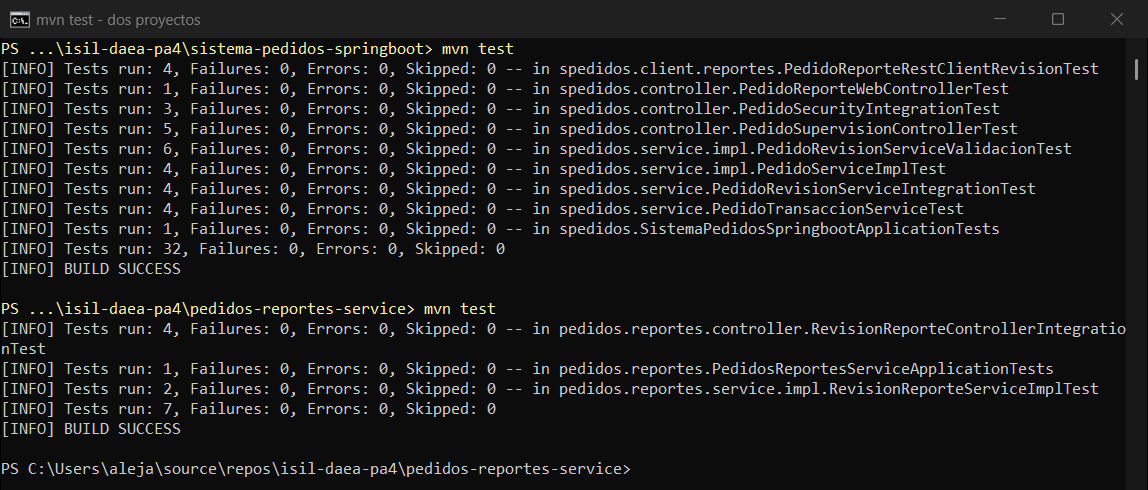 mvn test - dos proyectos
PS ...\isil-daea-pa4\sistema-pedidos-springboot> mvn test
[INFO] Tests run: 4, Failures: 0, Errors: 0, Skipped: 0 -- in spedidos.client.reportes.PedidoReporteRestClientRevisionTest
[INFO] Tests run: 1, Failures: 0, Errors: 0, Skipped: 0 -- in spedidos.controller.PedidoReporteWebControllerTest
[INFO] Tests run: 3, Failures: 0, Errors: 0, Skipped: 0 -- in spedidos.controller.PedidoSecurityIntegrationTest
[INFO] Tests run: 5, Failures: 0, Errors: 0, Skipped: 0 -- in spedidos.controller.PedidoSupervisionControllerTest
[INFO] Tests run: 6, Failures: 0, Errors: 0, Skipped: 0 -- in spedidos.service.impl.PedidoRevisionServiceValidacionTest
[INFO] Tests run: 4, Failures: 0, Errors: 0, Skipped: 0 -- in spedidos.service.impl.PedidoServiceImplTest
[INFO] Tests run: 4, Failures: 0, Errors: 0, Skipped: 0 -- in spedidos.service.PedidoRevisionServiceIntegrationTest
[INFO] Tests run: 4, Failures: 0, Errors: 0, Skipped: 0 -- in spedidos.service.PedidoTransaccionServiceTest
[INFO] Tests run: 1, Failures: 0, Errors: 0, Skipped: 0 -- in spedidos.SistemaPedidosSpringbootApplicationTests
[INFO] Tests run: 32, Failures: 0, Errors: 0, Skipped: 0
[INFO] BUILD SUCCESS
PS ...\isil-daea-pa4\pedidos-reportes-service> mvn test
[INFO] Tests run: 4, Failures: 0, Errors: 0, Skipped: 0 -- in pedidos.reportes.controller.RevisionReporteControllerIntegratio
nTest
[INFO] Tests run: 1, Failures: 0, Errors: 0, Skipped: 0 -- in pedidos.reportes.PedidosReportesServiceApplicationTests
[INFO] Tests run: 2, Failures: 0, Errors: 0, Skipped: 0 -- in pedidos.reportes.service.impl.RevisionReporteServiceImplTest
[INFO] Tests run: 7, Failures: 0, Errors: 0, Skipped: 0
[INFO] BUILD SUCCESS
PS C:\Users\aleja\source\repos\isil-daea-pa4\pedidos-reportes-service>